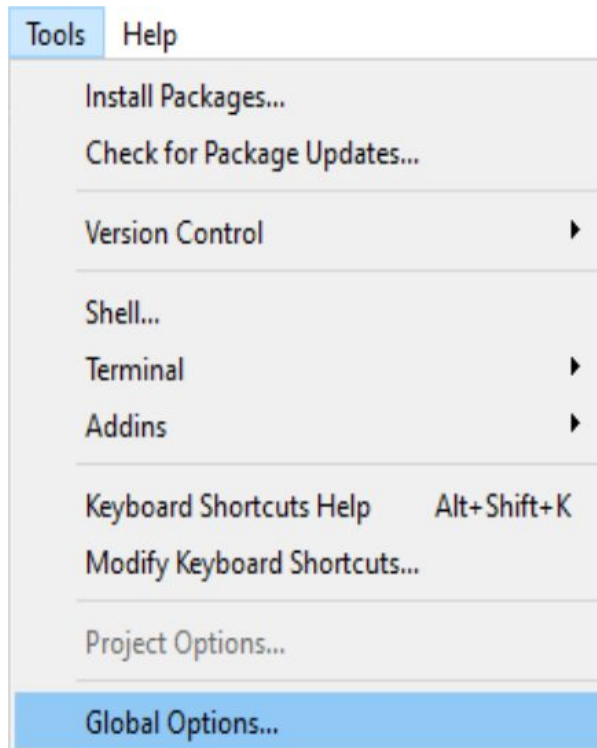 Tools Help
Install Packages...
Check for Package Updates...
Version Control
Shell...
Terminal
Addins
Keyboard Shortcuts Help Alt+Shift+K
Modify Keyboard Shortcuts...
Project Options...
Global Options...